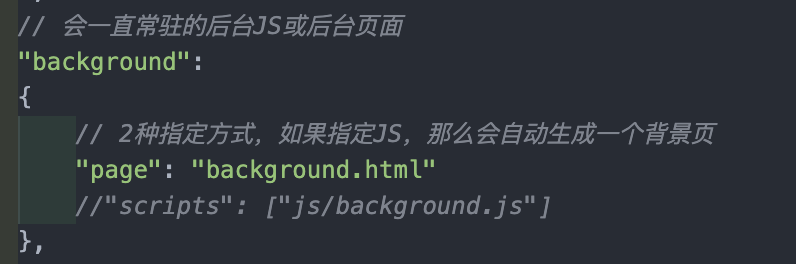 // 会一直常驻的后台JS或后台页面
"background":
{
// 2种指定方式，如果指定JS，那么会自动生成一个背景页
"page": "background.html"
//"scripts": ["js/background.js"]
},